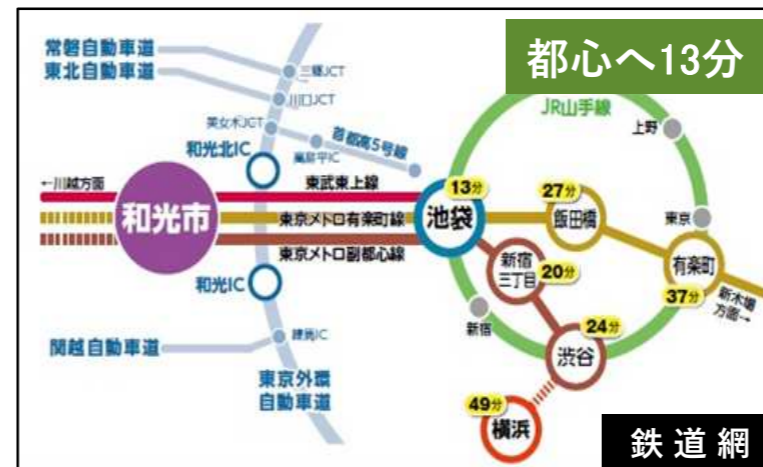 都心へ13分
常磐自動車道
東北自動車道
三郷JCT
川口JCT
美女木JCT
首都高5号線
高島平IC
和光北IC
JR山手線
上野
←川越方面
東武東上線
13分
27分
和光市
東京メトロ有楽町線
池袋
飯田橋
東京
東京メトロ副都心線
新宿
三丁目
20分
有楽町
和光IC
37分
新木場
方面→
新宿
24分
渋谷
関越自動車道
練馬IC
東京外環
自動車道
49分
横浜
鉄道網